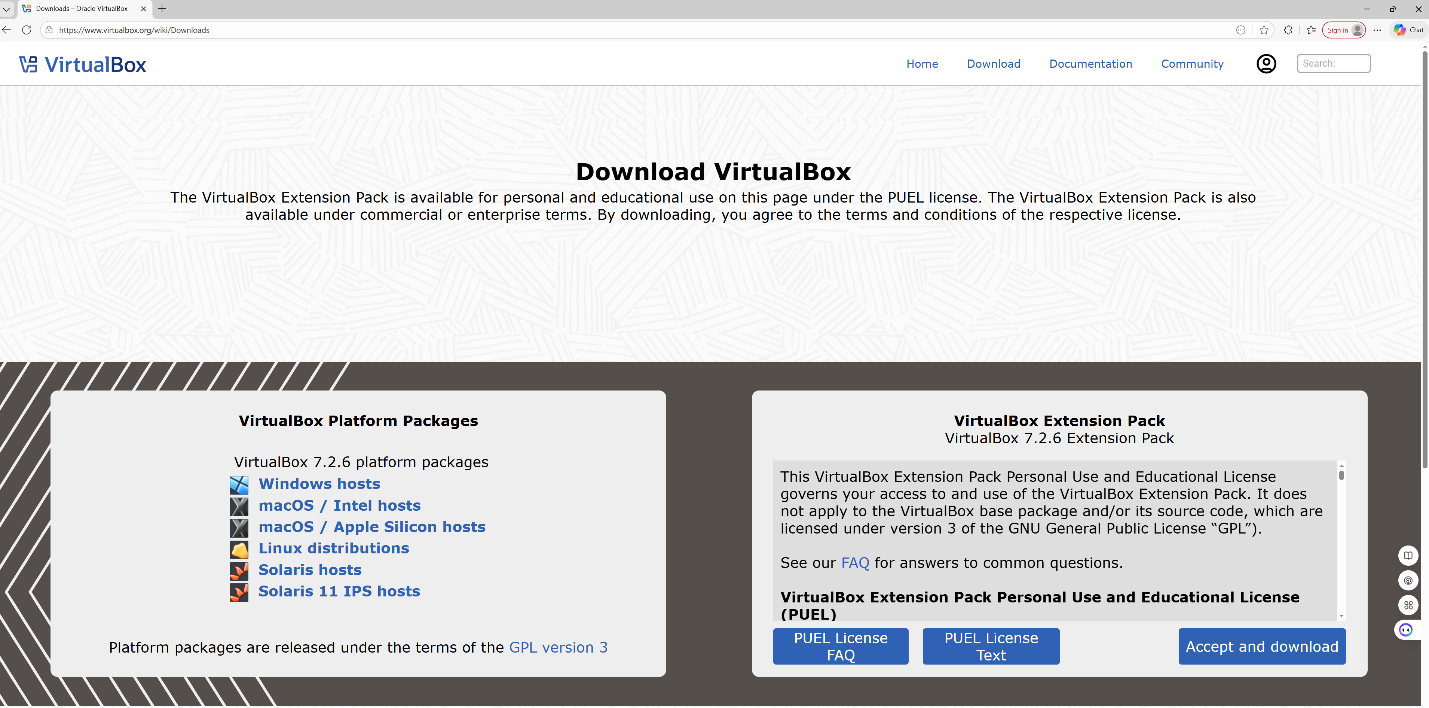 Downloads – Oracle VirtualBox
https://www.virtualbox.org/wiki/Downloads
Sign in
Chat
VirtualBox
Home
Download
Documentation
Community
Search:
Download VirtualBox
The VirtualBox Extension Pack is available for personal and educational use on this page under the PUEL license. The VirtualBox Extension Pack is also
available under commercial or enterprise terms. By downloading, you agree to the terms and conditions of the respective license.
VirtualBox Platform Packages
VirtualBox 7.2.6 platform packages
Windows hosts
macOS / Intel hosts
macOS / Apple Silicon hosts
Linux distributions
Solaris hosts
Solaris 11 IPS hosts
Platform packages are released under the terms of the GPL version 3
VirtualBox Extension Pack
VirtualBox 7.2.6 Extension Pack
This VirtualBox Extension Pack Personal Use and Educational License
governs your access to and use of the VirtualBox Extension Pack. It does
not apply to the VirtualBox base package and/or its source code, which are
licensed under version 3 of the GNU General Public License “GPL”).
See our FAQ for answers to common questions.
VirtualBox Extension Pack Personal Use and Educational License
(PUEL)
PUEL License
FAQ
PUEL License
Text
Accept and download